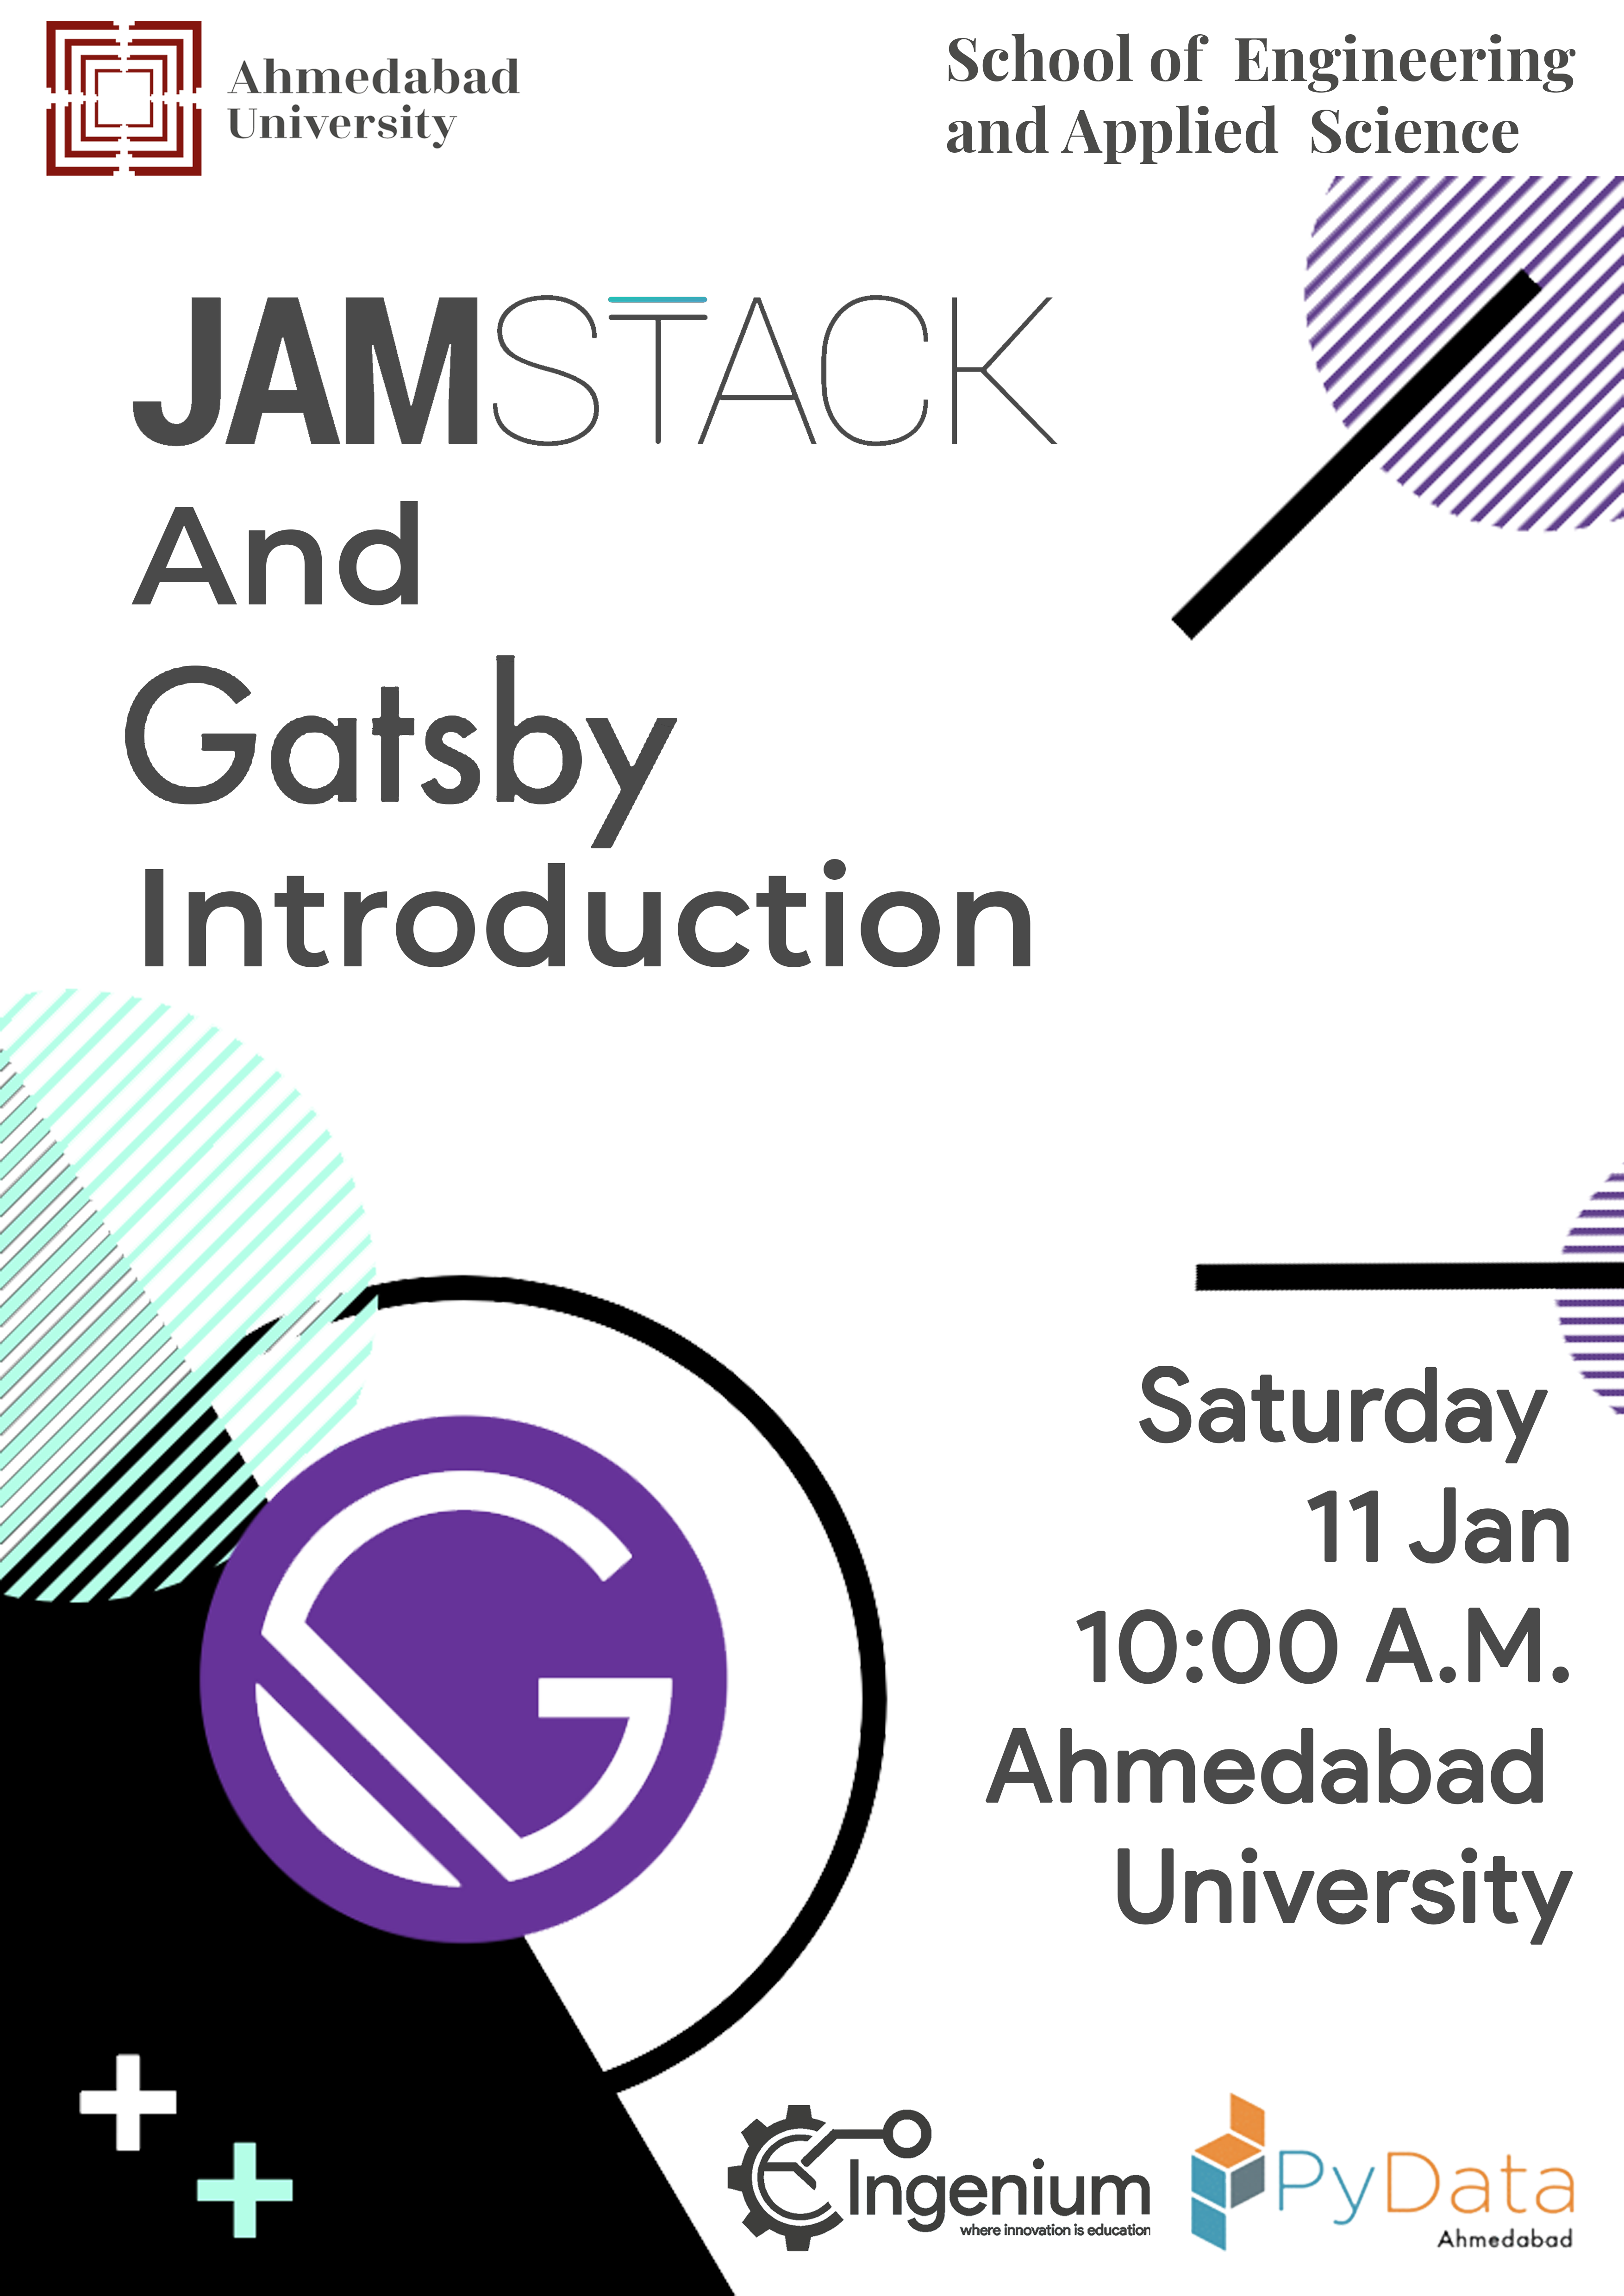 Ahmedabad
University
School of Engineering
and Applied Science
JAMSTACK
And
Gatsby
Introduction
Saturday
11 Jan
10:00 A.M.
Ahmedabad
University
Ingenium
where innovation is education
PyData
Ahmedabad